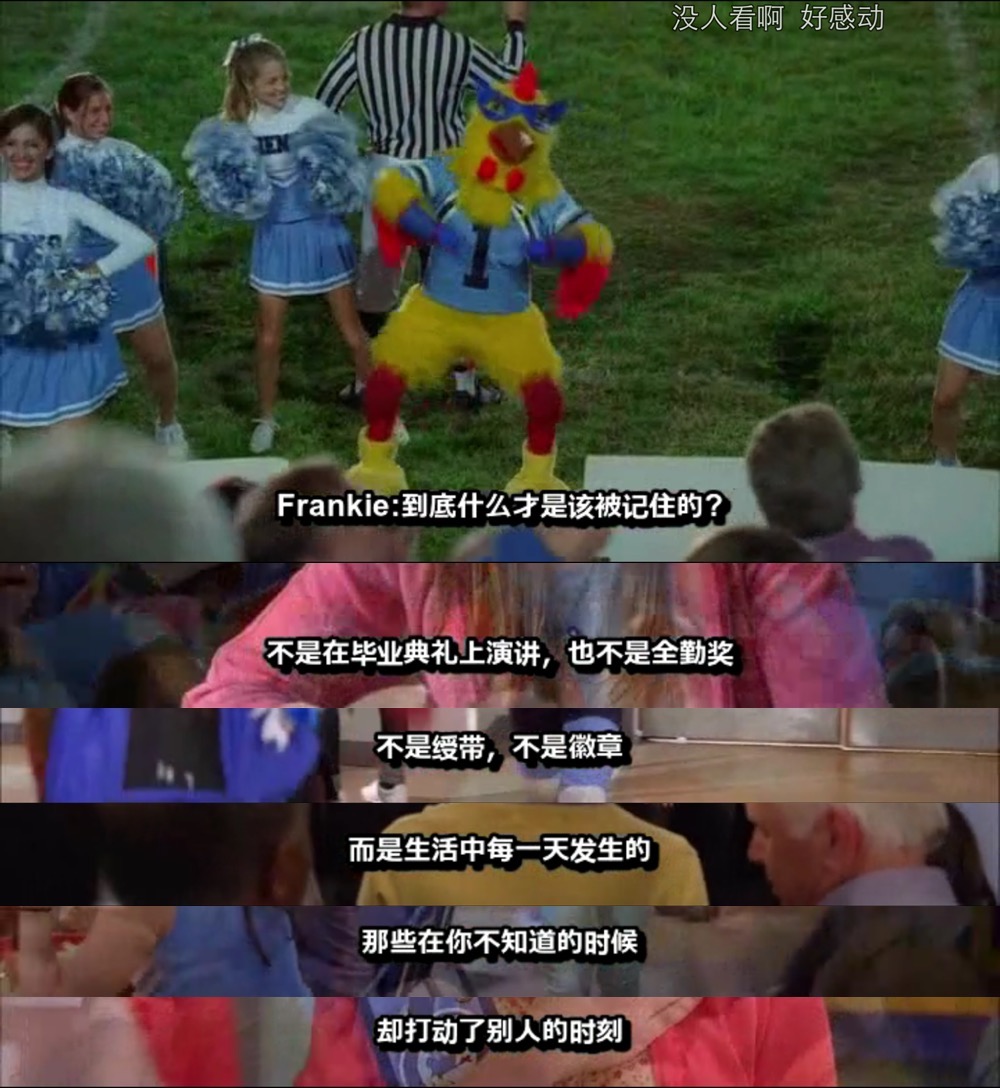 没人看啊 好感动
IEN
1
Frankie:到底什么才是该被记住的？
不是在毕业典礼上演讲，也不是全勤奖
不是绶带，不是徽章
而是生活中每一天发生的
那些在你不知道的时候
却打动了别人的时刻